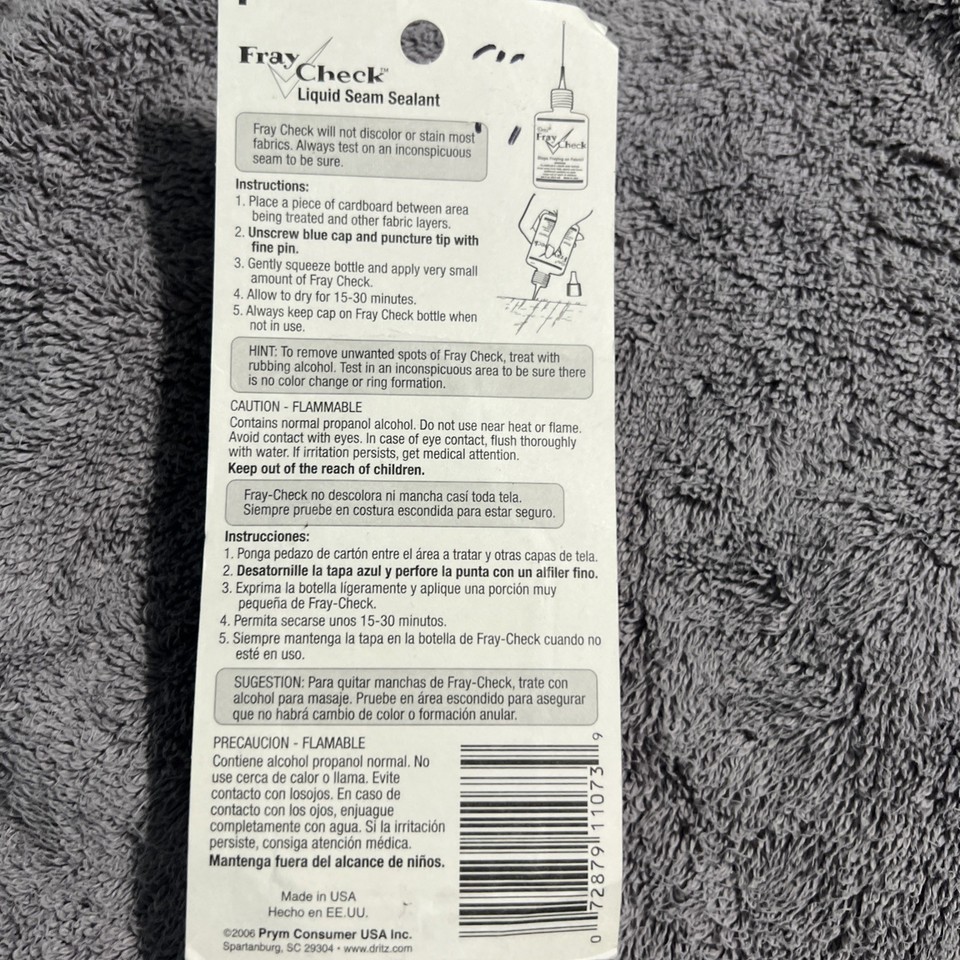 Fray Check™
Liquid Seam Sealant
Fray Check will not discolor or stain most
fabrics. Always test on an inconspicuous
seam to be sure.
Fray Check
Instructions:
1. Place a piece of cardboard between area
being treated and other fabric layers.
2. Unscrew blue cap and puncture tip with
fine pin.
3. Gently squeeze bottle and apply very small
amount of Fray Check.
4. Allow to dry for 15-30 minutes.
5. Always keep cap on Fray Check bottle when
not in use.
HINT: To remove unwanted spots of Fray Check, treat with
rubbing alcohol. Test in an inconspicuous area to be sure there
is no color change or ring formation.
CAUTION - FLAMMABLE
Contains normal propanol alcohol. Do not use near heat or flame.
Avoid contact with eyes. In case of eye contact, flush thoroughly
with water. If irritation persists, get medical attention.
Keep out of the reach of children.
Fray-Check no descolora ni mancha casí toda tela.
Siempre pruebe en costura escondida para estar seguro.
Instrucciones:
1. Ponga pedazo de cartón entre el área a tratar y otras capas de tela.
2. Desatornille la tapa azul y perfore la punta con un alfiler fino.
3. Exprima la botella lígeramente y aplique una porción muy
pequeña de Fray-Check.
4. Permita secarse unos 15-30 minutos.
5. Siempre mantenga la tapa en la botella de Fray-Check cuando no
esté en uso.
SUGESTION: Para quitar manchas de Fray-Check, trate con
alcohol para masaje. Pruebe en área escondido para asegurar
que no habrá cambio de color o formación anular.
PRECAUCION - FLAMABLE
Contiene alcohol propanol normal. No
use cerca de calor o llama. Evite
contacto con losojos. En caso de
contacto con los ojos, enjuague
completamente con agua. Si la irritación
persiste, consiga atención médica.
Mantenga fuera del alcance de niños.
0 72879 11073 9
Made in USA
Hecho en EE.UU.
©2006 Prym Consumer USA Inc.
Spartanburg, SC 29304 • www.dritz.com